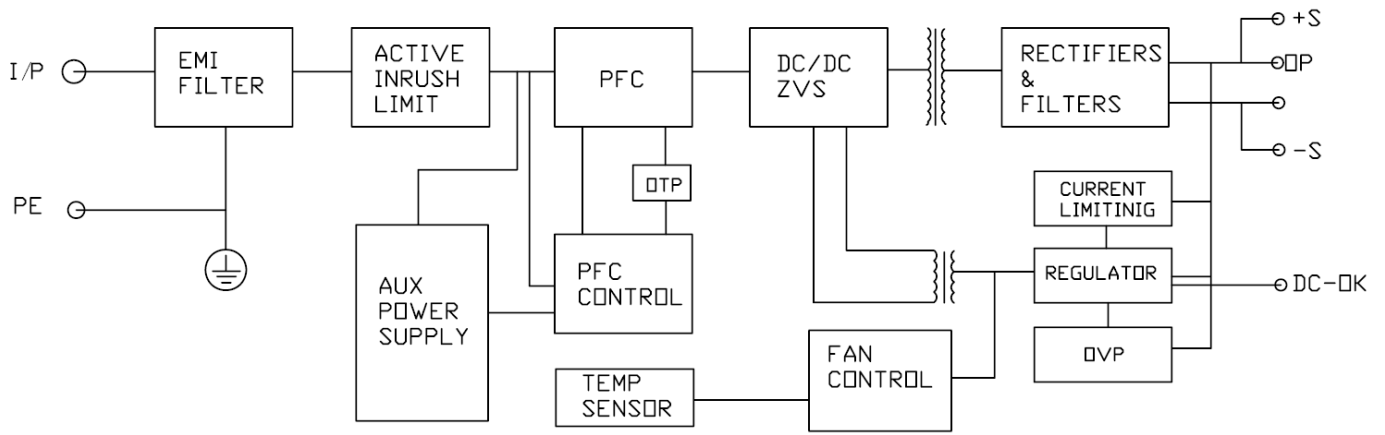 I/P
EMI
FILTER
ACTIVE
INRUSH
LIMIT
PFC
DC/DC
ZVS
RECTIFIERS
&
FILTERS
+S
OP
-S
PE
OTP
CURRENT
LIMITINIG
AUX
POWER
SUPPLY
PFC
CONTROL
REGULATOR
DC-OK
OVP
FAN
CONTROL
TEMP
SENSOR